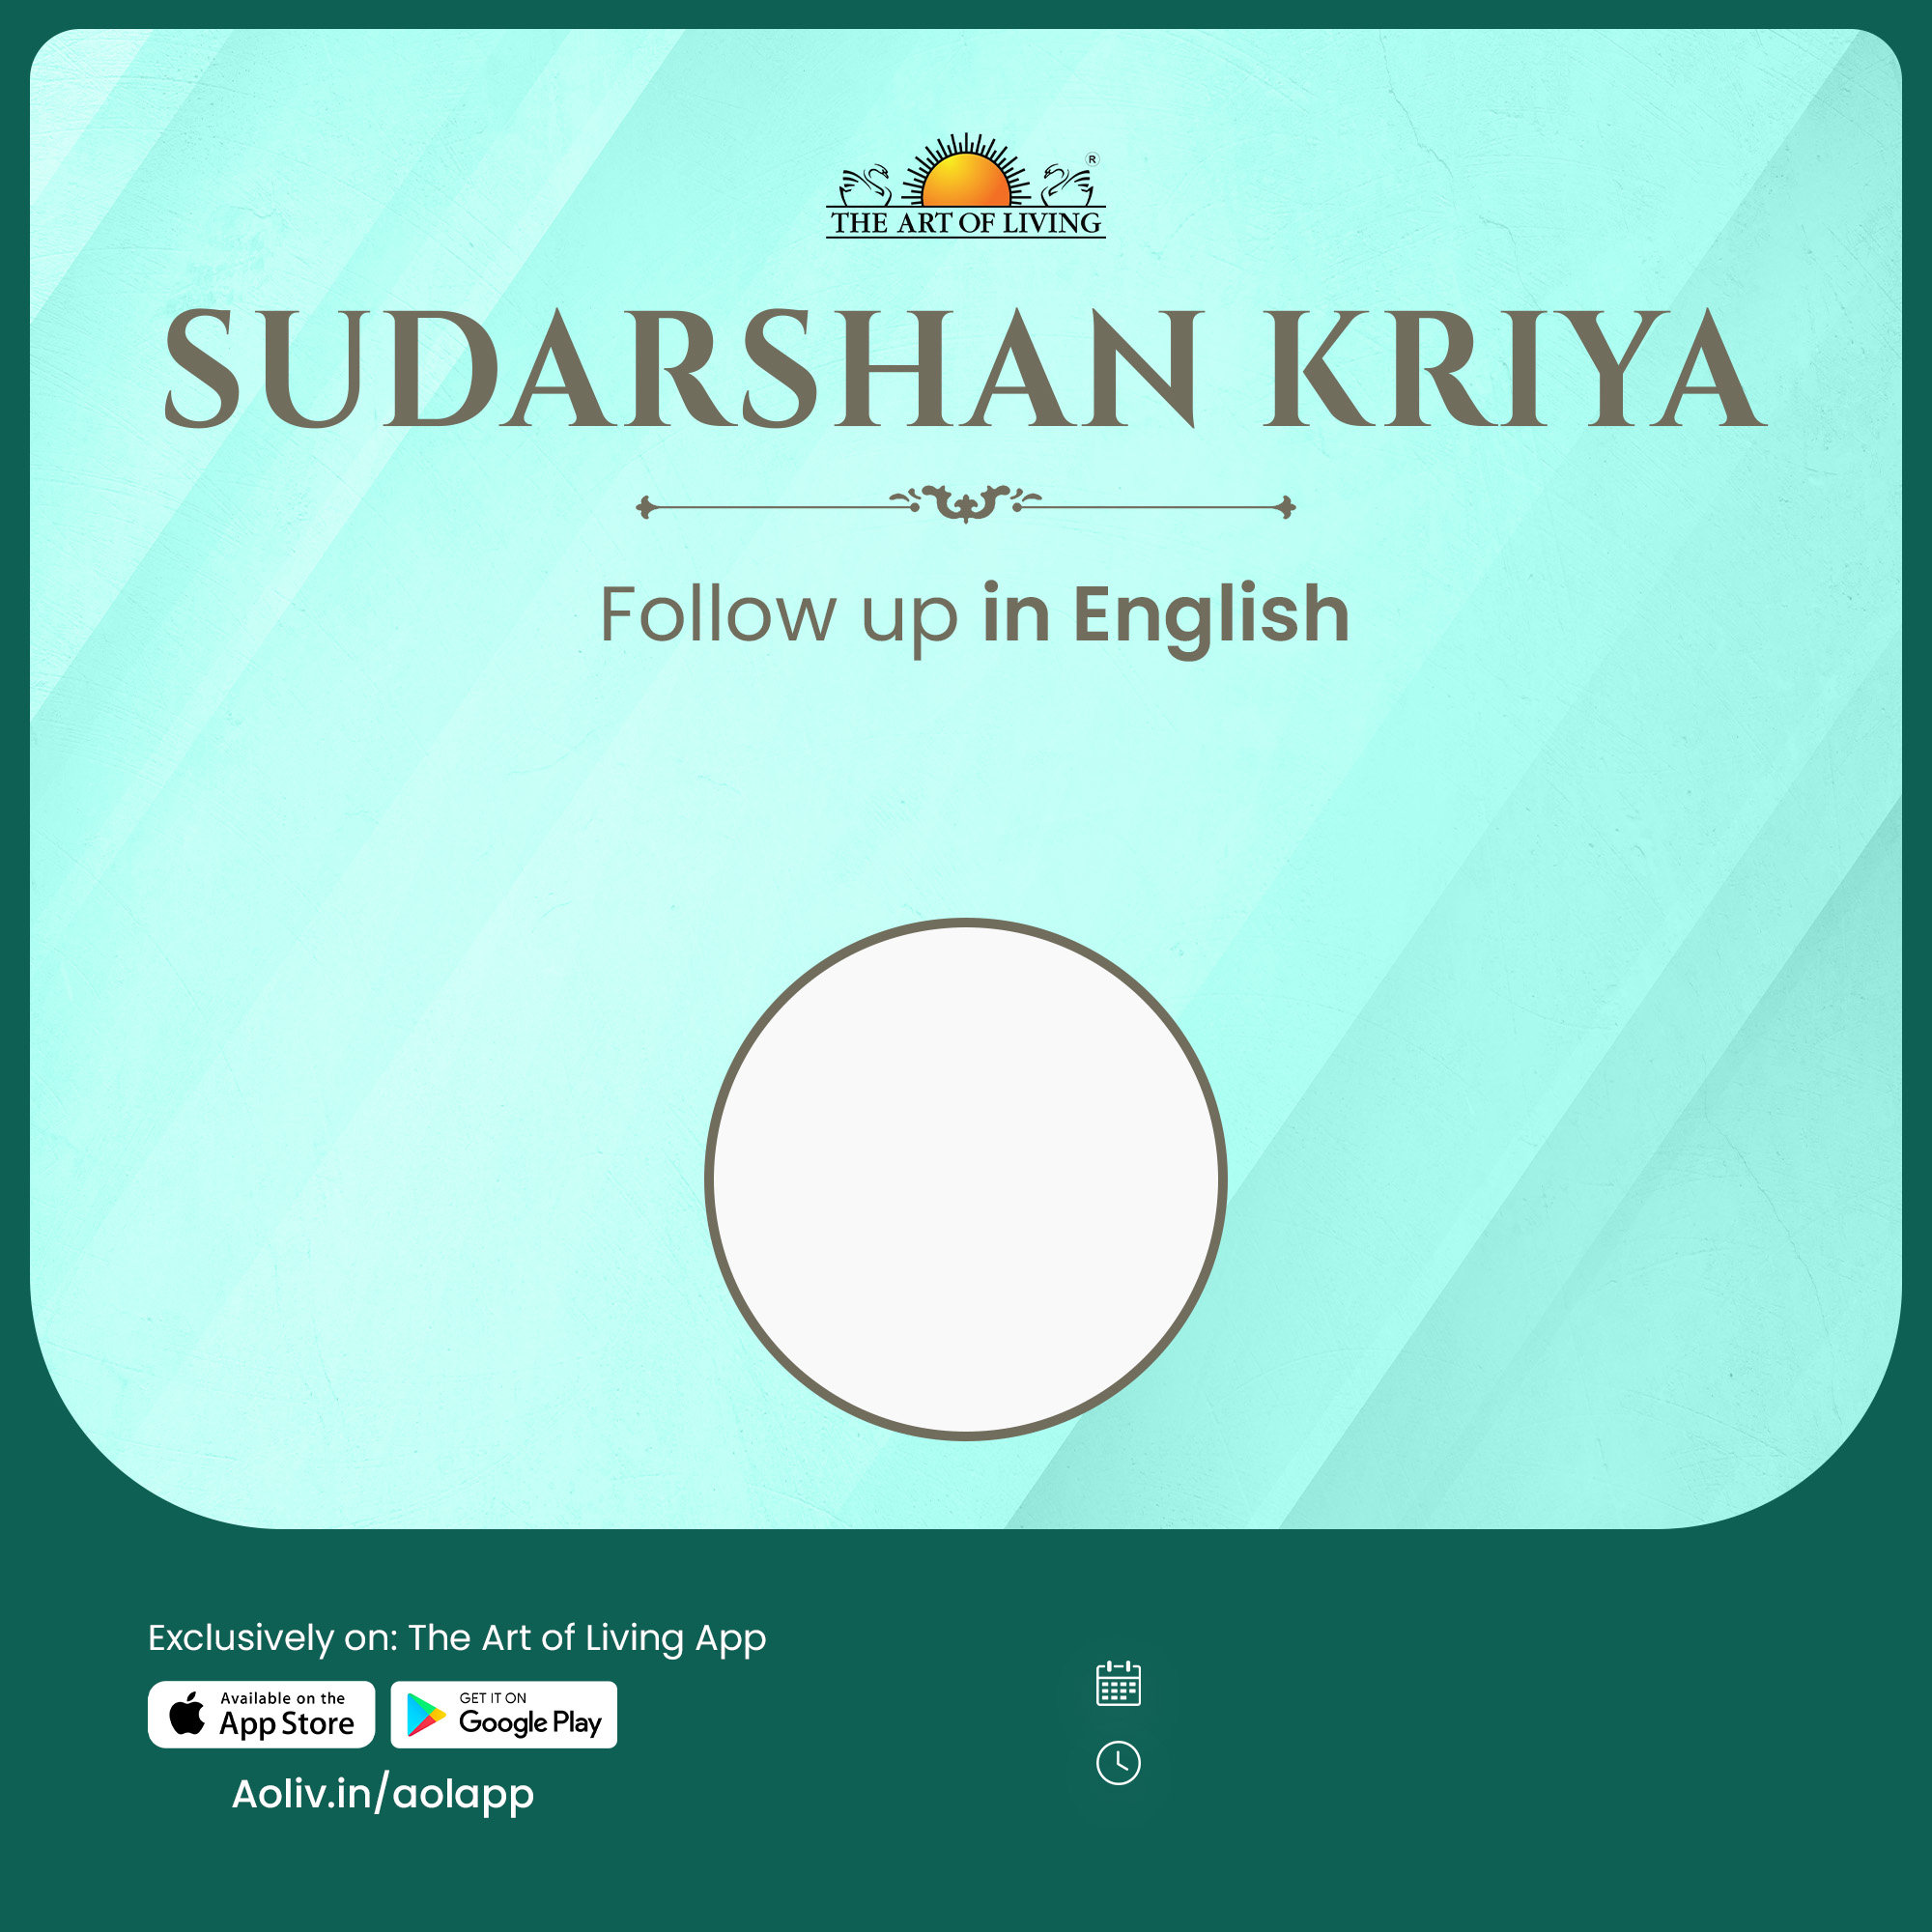 ®
THE ART OF LIVING
SUDARSHAN KRIYA
Follow up in English
Exclusively on: The Art of Living App
Available on the
App Store
GET IT ON
Google Play
Aoliv.in/aolapp